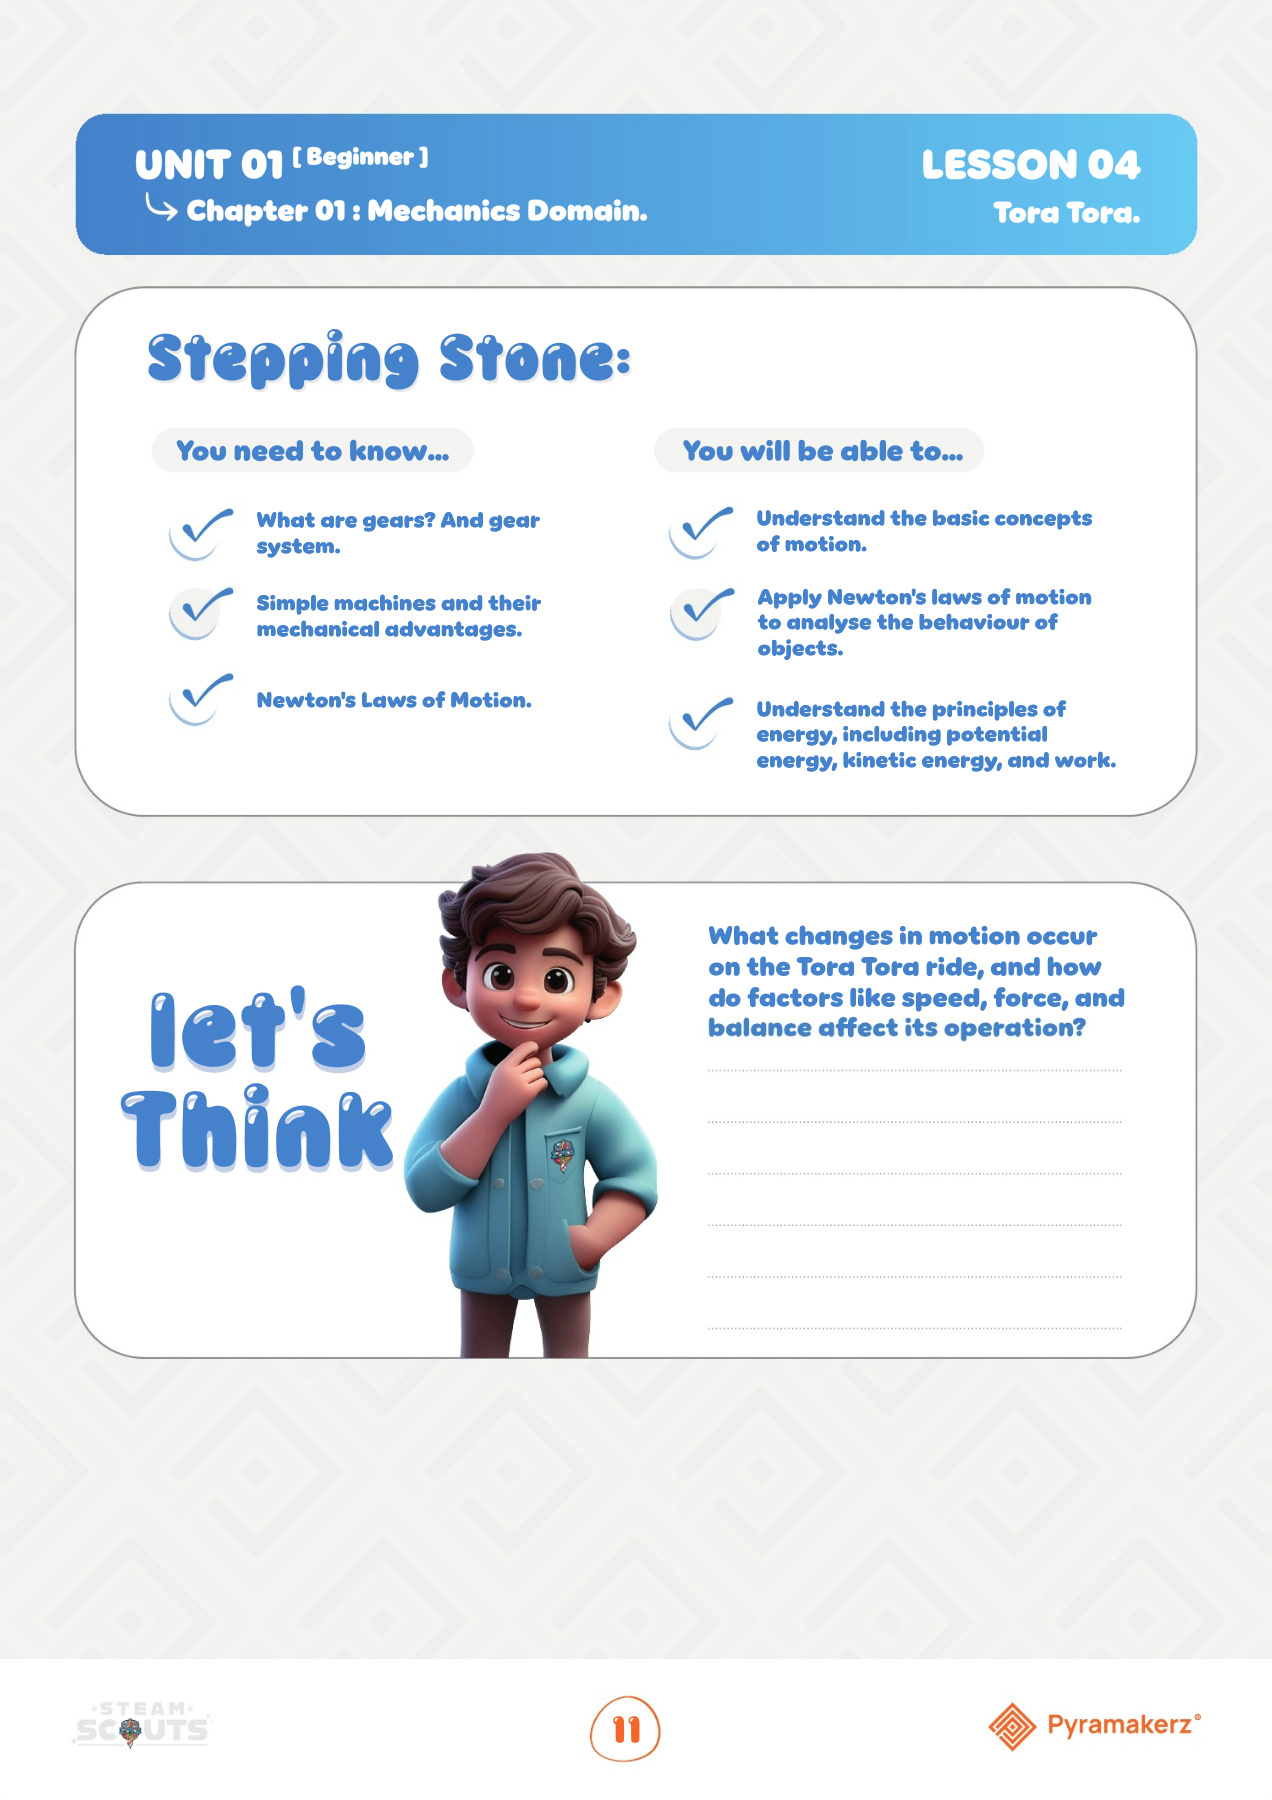 UNIT 01 [ Beginner ]
Chapter 01 : Mechanics Domain.
LESSON 04
Tora Tora.
Stepping Stone:
You need to know...
What are gears? And gear
system.
Simple machines and their
mechanical advantages.
Newton's Laws of Motion.
You will be able to...
Understand the basic concepts
of motion.
Apply Newton's laws of motion
to analyse the behaviour of
objects.
Understand the principles of
energy, including potential
energy, kinetic energy, and work.
let's
Think
What changes in motion occur
on the Tora Tora ride, and how
do factors like speed, force, and
balance affect its operation?
STEAM
SCOUTS
11
Pyramakerz®